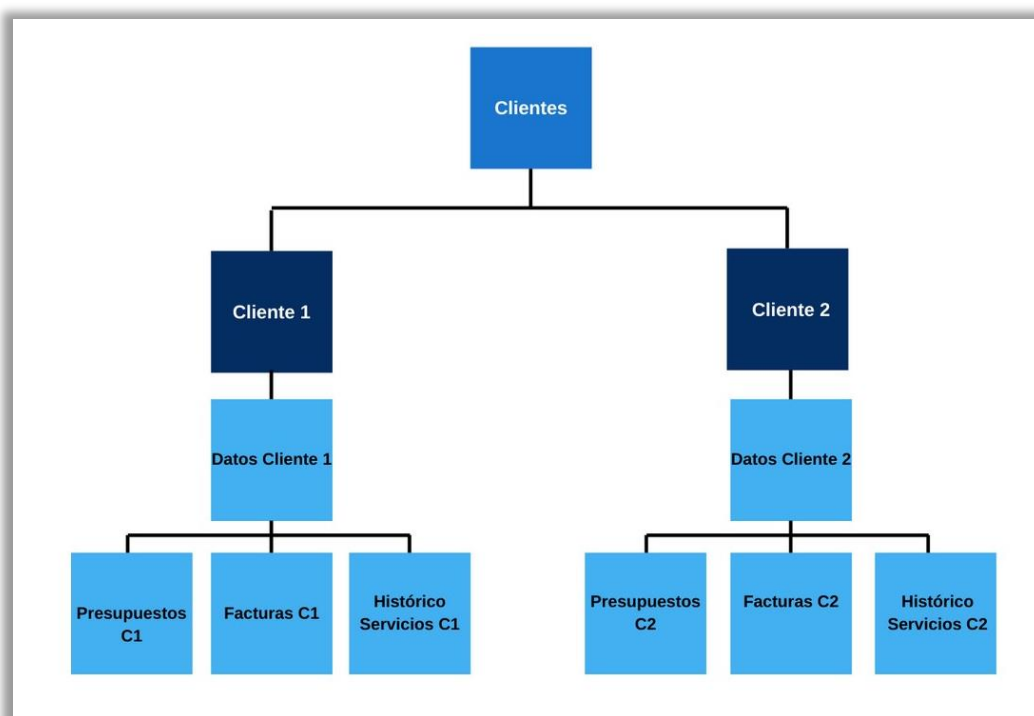 Clientes
Cliente 1
Cliente 2
Datos Cliente 1
Datos Cliente 2
Presupuestos
C1
Facturas C1
Histórico
Servicios C1
Presupuestos
C2
Facturas C2
Histórico
Servicios C2